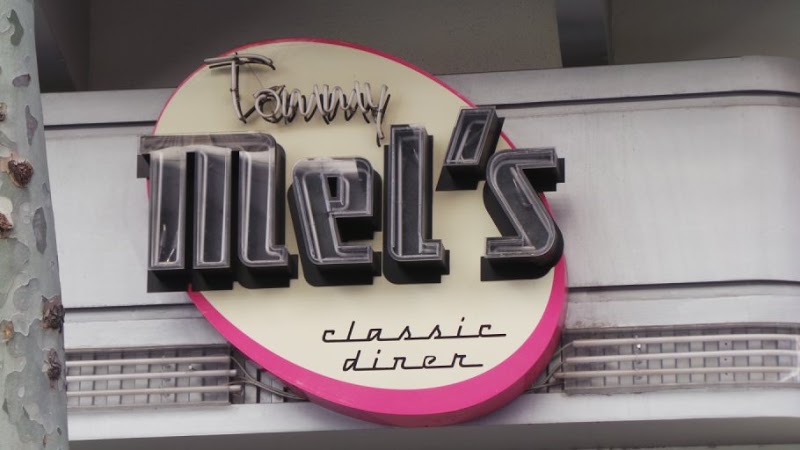 Tommy
Mel's
classic
diner